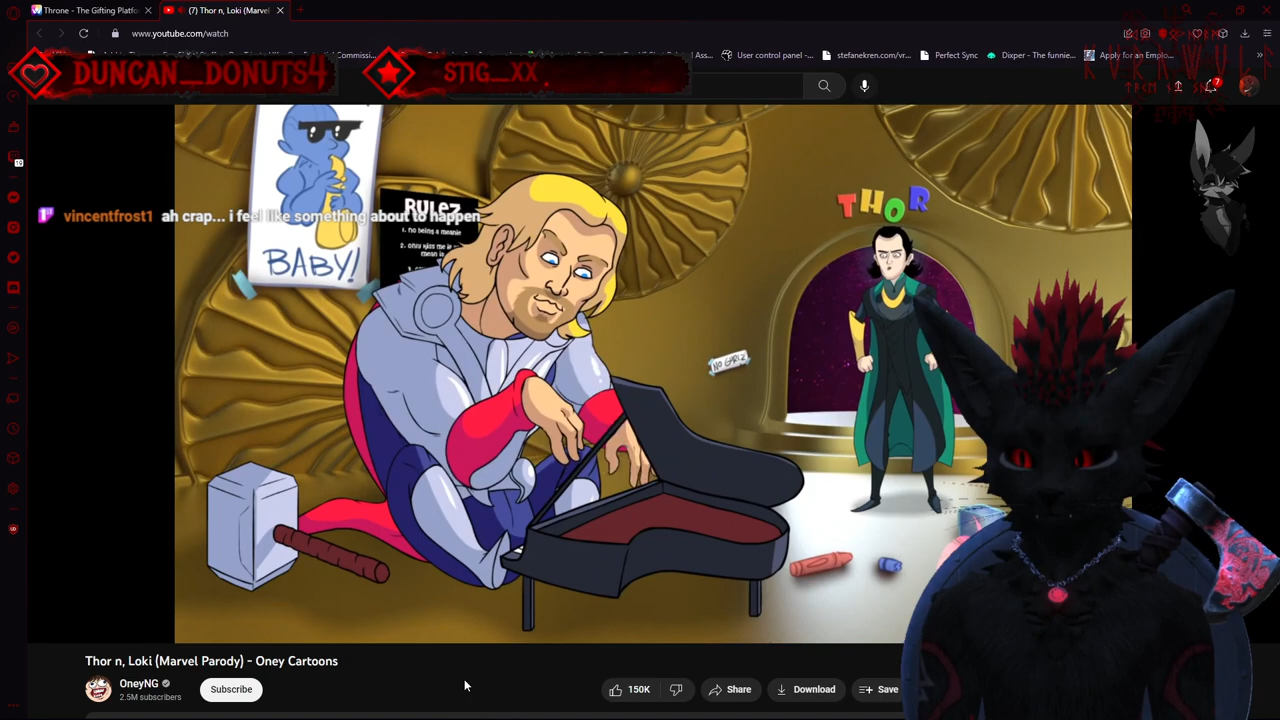 Throne - The Gifting Platfo
(7) Thor n, Loki (Marvel
www.youtube.com/watch
User control panel -...
stefanekren.com/vr...
Perfect Sync
Dixper - The funnie...
Apply for an Emplo...
DUNCAN_DONUTS4
STIG_XX .
7
vincentfrost1 ah crap... i feel like something about to happen
BABY!
RULEZ
1. no being a meanie
THOR
NO GARLZ
Thor n, Loki (Marvel Parody) - Oney Cartoons
OneyNG
2.5M subscribers
Subscribe
150K
Share
Download
Save